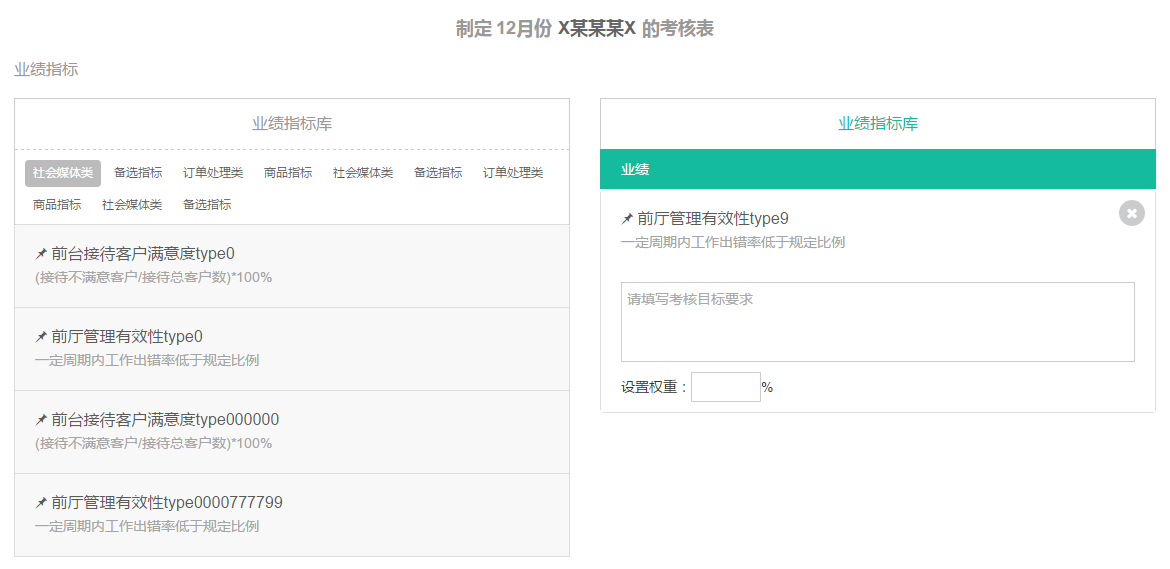 制定 12月份 X某某某X 的考核表
业绩指标
业绩指标库
社会媒体类 备选指标 订单处理类 商品指标 社会媒体类 备选指标 订单处理类
商品指标 社会媒体类 备选指标
前台接待客户满意度type0
(接待不满意客户/接待总客户数)*100%
前厅管理有效性type0
一定周期内工作出错率低于规定比例
前台接待客户满意度type000000
(接待不满意客户/接待总客户数)*100%
前厅管理有效性type0000777799
一定周期内工作出错率低于规定比例
业绩指标库
业绩
前厅管理有效性type9
一定周期内工作出错率低于规定比例
请填写考核目标要求
设置权重： %